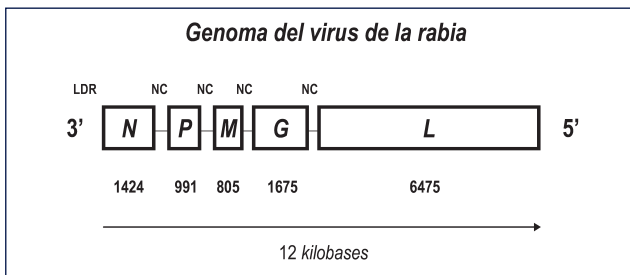 Genoma del virus de la rabia
LDR NC NC NC NC
3’ N P M G L 5’
1424 991 805 1675 6475
12 kilobases